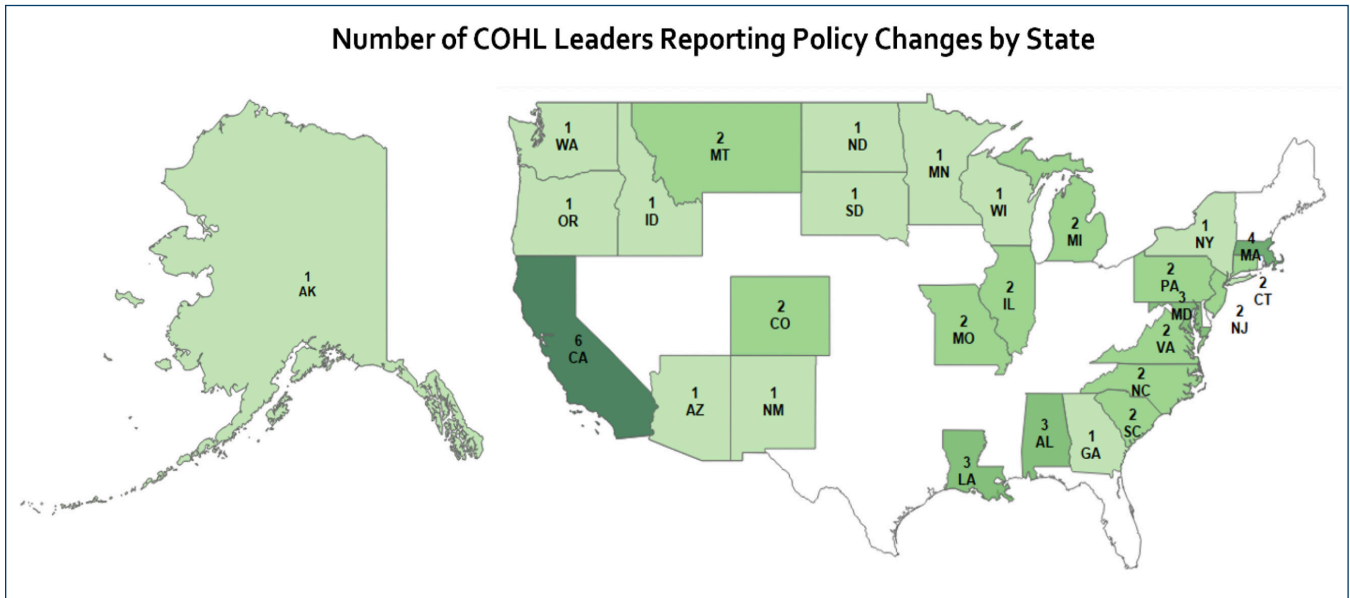 Number of COHL Leaders Reporting Policy Changes by State
1
WA
2
MT
1
ND
1
MN
1
OR
1
ID
1
SD
1
WI
2
MI
1
NY
4
MA
2
CT
2
PA
2
NJ
3
MD
1
AK
6
CA
2
CO
2
MO
2
IL
2
VA
2
NC
2
SC
1
AZ
1
NM
3
LA
3
AL
1
GA